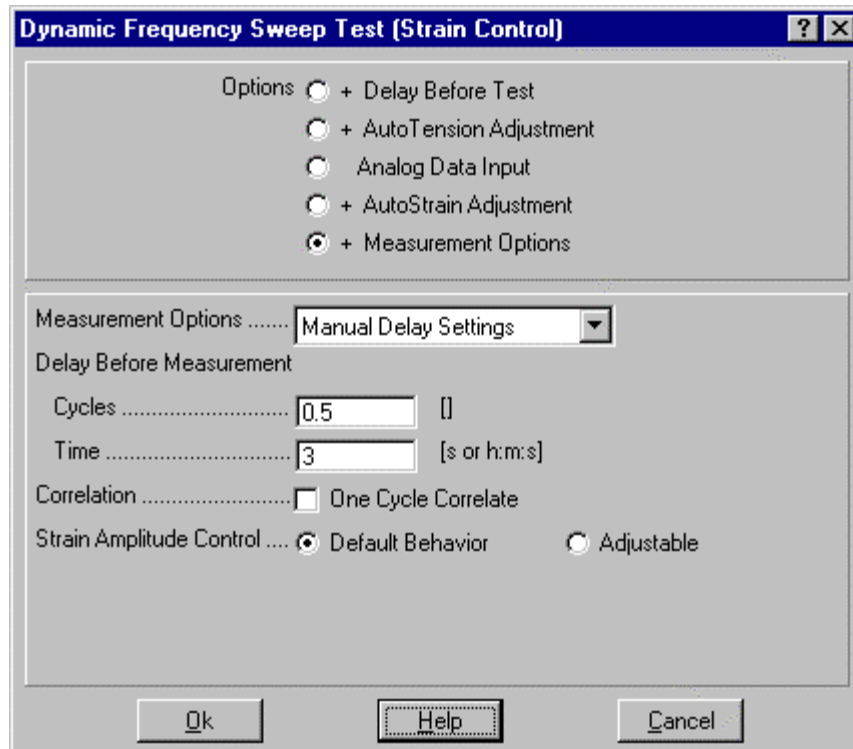 Dynamic Frequency Sweep Test (Strain Control)
Options + Delay Before Test
+ AutoTension Adjustment
Analog Data Input
+ AutoStrain Adjustment
+ Measurement Options
Measurement Options ....... Manual Delay Settings
Delay Before Measurement
Cycles ............................ 0.5 []
Time .............................. 3 [s or h:m:s]
Correlation ......................... One Cycle Correlate
Strain Amplitude Control .... Default Behavior Adjustable
Ok Help Cancel